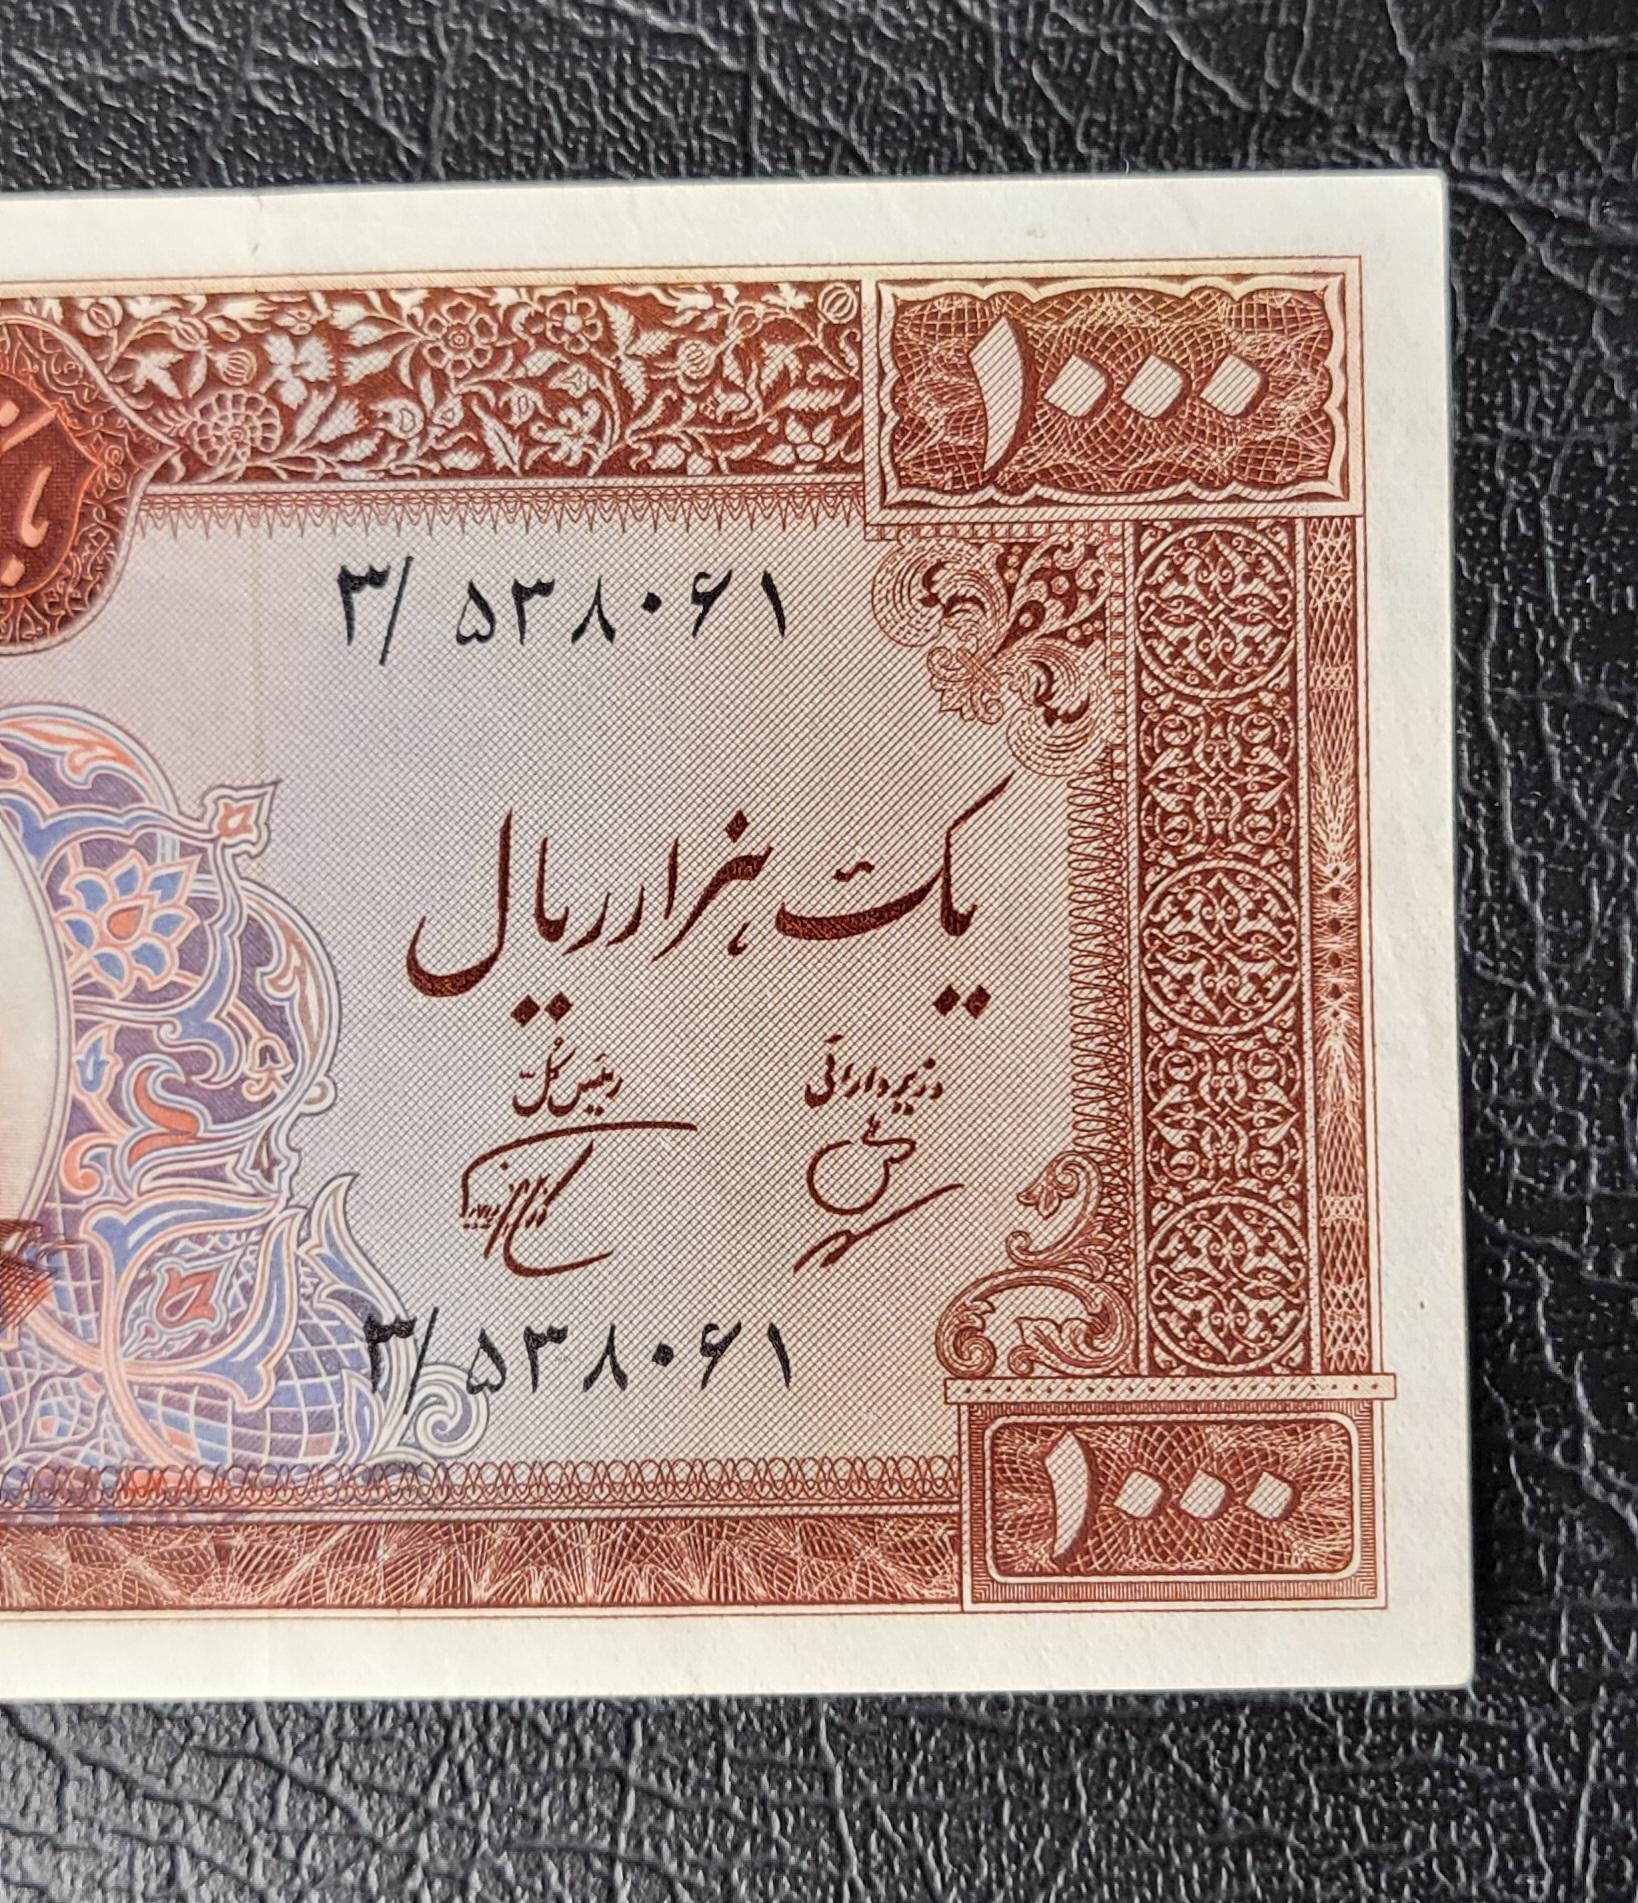 ۱۰۰۰
۳/ ۵۳۸۰۶۱
یک هزار ریال
وزیر دارائی
رئیس کلّ
۳/ ۵۳۸۰۶۱
۱۰۰۰